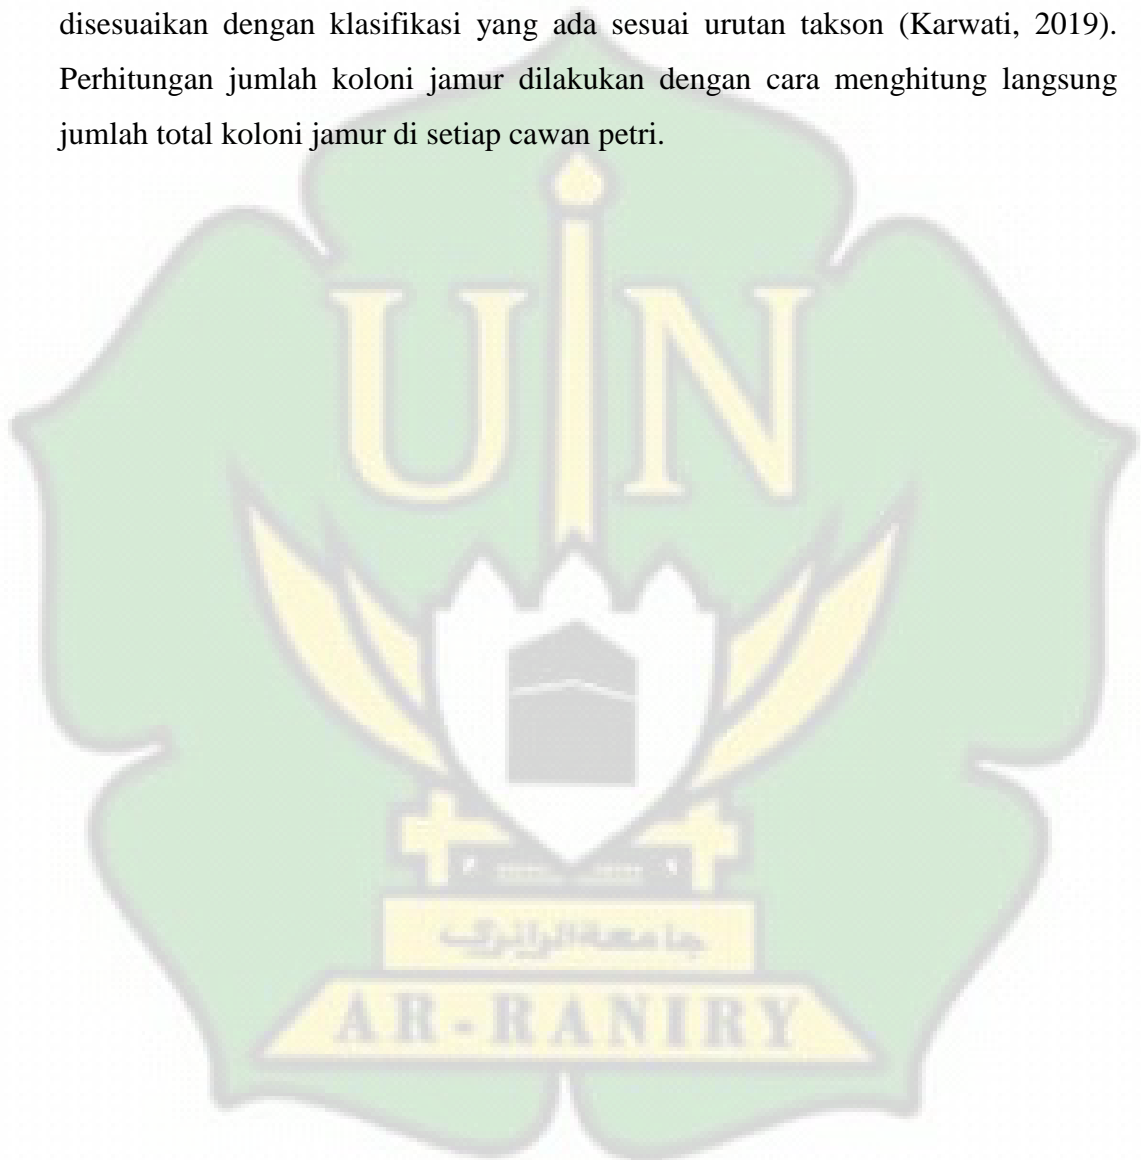 disesuaikan dengan klasifikasi yang ada sesuai urutan takson (Karwati, 2019).
Perhitungan jumlah koloni jamur dilakukan dengan cara menghitung langsung
jumlah total koloni jamur di setiap cawan petri.
UIN
جامعةالرانري
AR-RANIRY